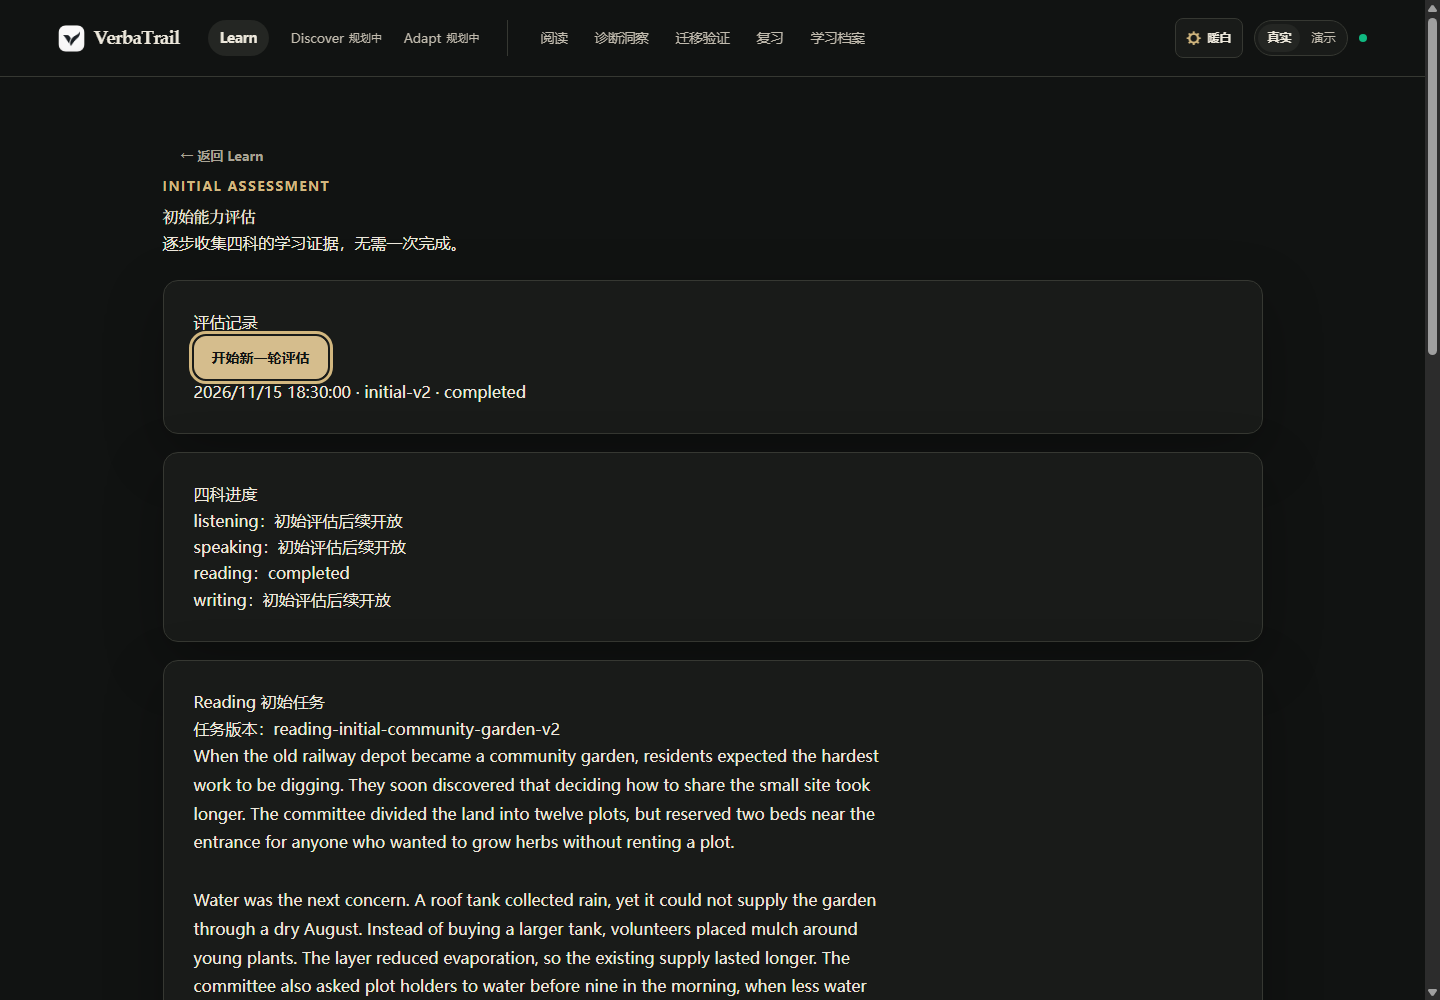 VerbaTrail
Learn
Discover 规划中
Adapt 规划中
阅读
诊断洞察
迁移验证
复习
学习档案
暖白
真实
演示
← 返回 Learn
INITIAL ASSESSMENT
初始能力评估
逐步收集四科的学习证据，无需一次完成。
评估记录
开始新一轮评估
2026/11/15 18:30:00 · initial-v2 · completed
四科进度
listening：初始评估后续开放
speaking：初始评估后续开放
reading：completed
writing：初始评估后续开放
Reading 初始任务
任务版本：reading-initial-community-garden-v2
When the old railway depot became a community garden, residents expected the hardest
work to be digging. They soon discovered that deciding how to share the small site took
longer. The committee divided the land into twelve plots, but reserved two beds near the
entrance for anyone who wanted to grow herbs without renting a plot.
Water was the next concern. A roof tank collected rain, yet it could not supply the garden
through a dry August. Instead of buying a larger tank, volunteers placed mulch around
young plants. The layer reduced evaporation, so the existing supply lasted longer. The
committee also asked plot holders to water before nine in the morning, when less water